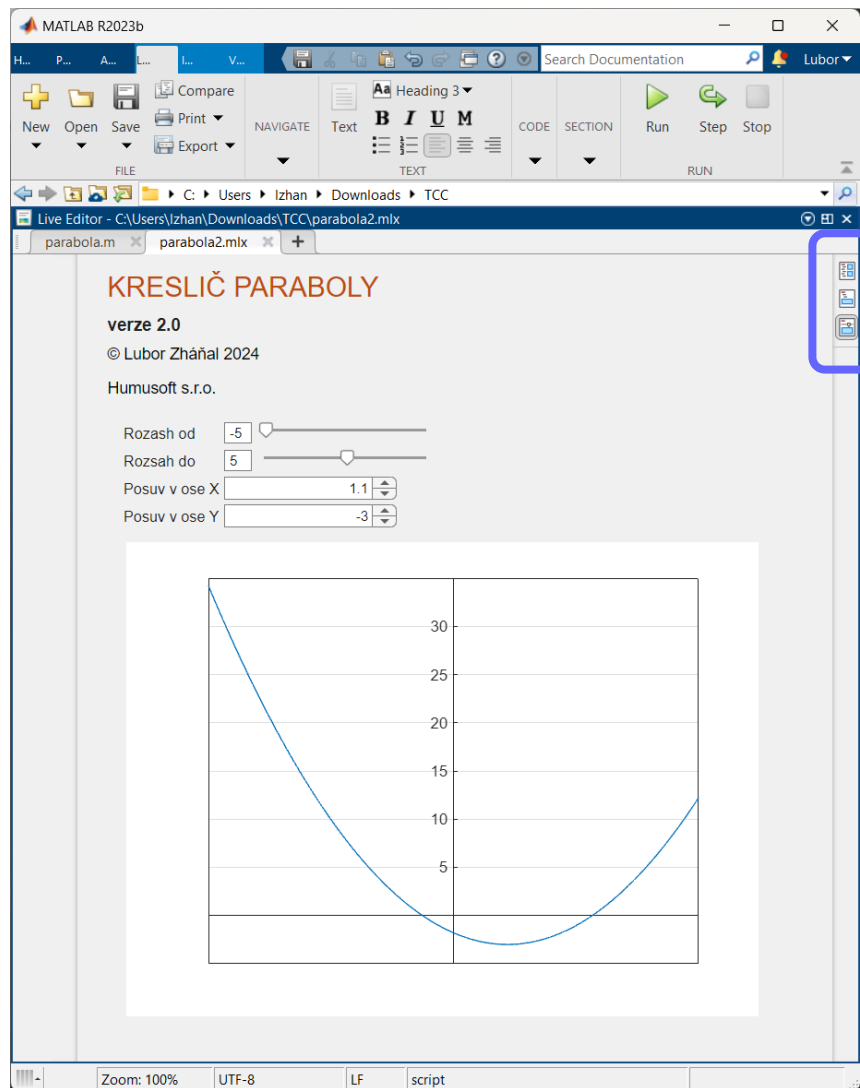 MATLAB R2023b
H... P... A... L... I... V... Search Documentation Lubor
New Open Save Compare Print Export NAVIGATE Text Aa Heading 3 B I U M CODE SECTION Run Step Stop
FILE TEXT RUN
C: Users lzhan Downloads TCC
Live Editor - C:\Users\lzhan\Downloads\TCC\parabola2.mlx
parabola.m parabola2.mlx
KRESLIČ PARABOLY
verze 2.0
© Lubor Zháňal 2024
Humusoft s.r.o.
Rozash od -5
Rozsah do 5
Posuv v ose X 1.1
Posuv v ose Y -3
30
25
20
15
10
5
Zoom: 100% UTF-8 LF script